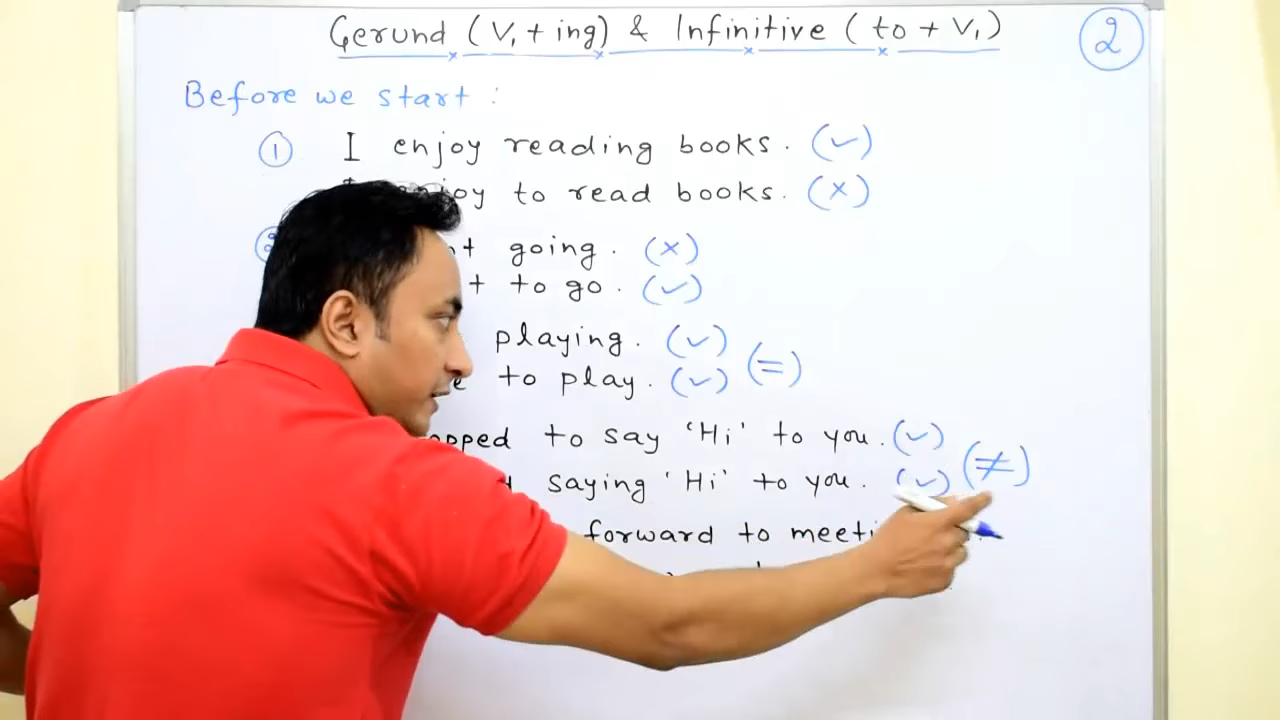 Gerund (V1 + ing) & Infinitive (to + V1)
2
Before we start :
1 I enjoy reading books. (✓)
to read books. (×)
going. (×)
to go. (✓)
playing. (✓)
to play. (✓) (=)
to say 'Hi' to you. (✓)
saying 'Hi' to you. (✓) (≠)
forward to